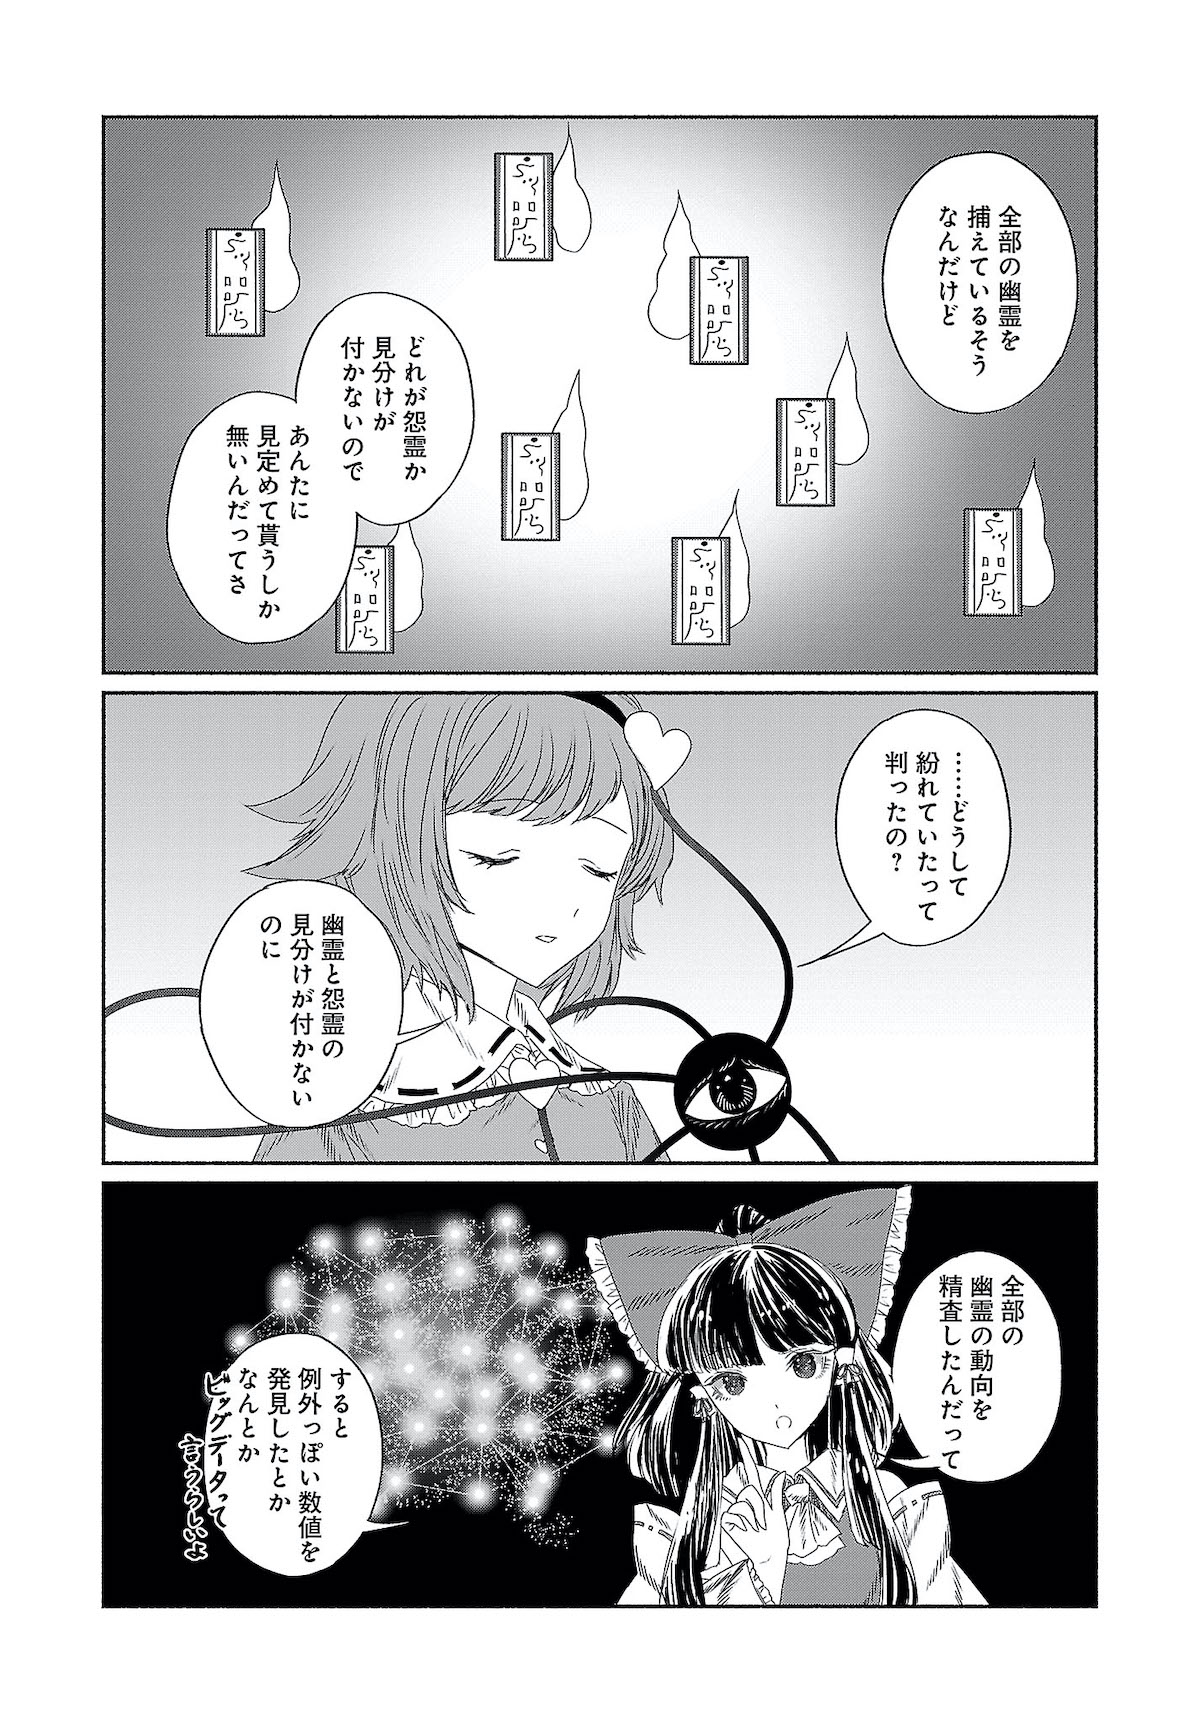 全部の幽霊を
捕えているそう
なんだけど
どれが怨霊か
見分けが
付かないので
あんたに
見定めて貰うしか
無いんだってさ
……どうして
紛れていたって
判ったの？
幽霊と怨霊の
見分けが付かない
のに
全部の
幽霊の動向を
精査したんだって
すると
例外っぽい数値を
発見したとか
なんとか
ビッグデータって
言うらしいよ